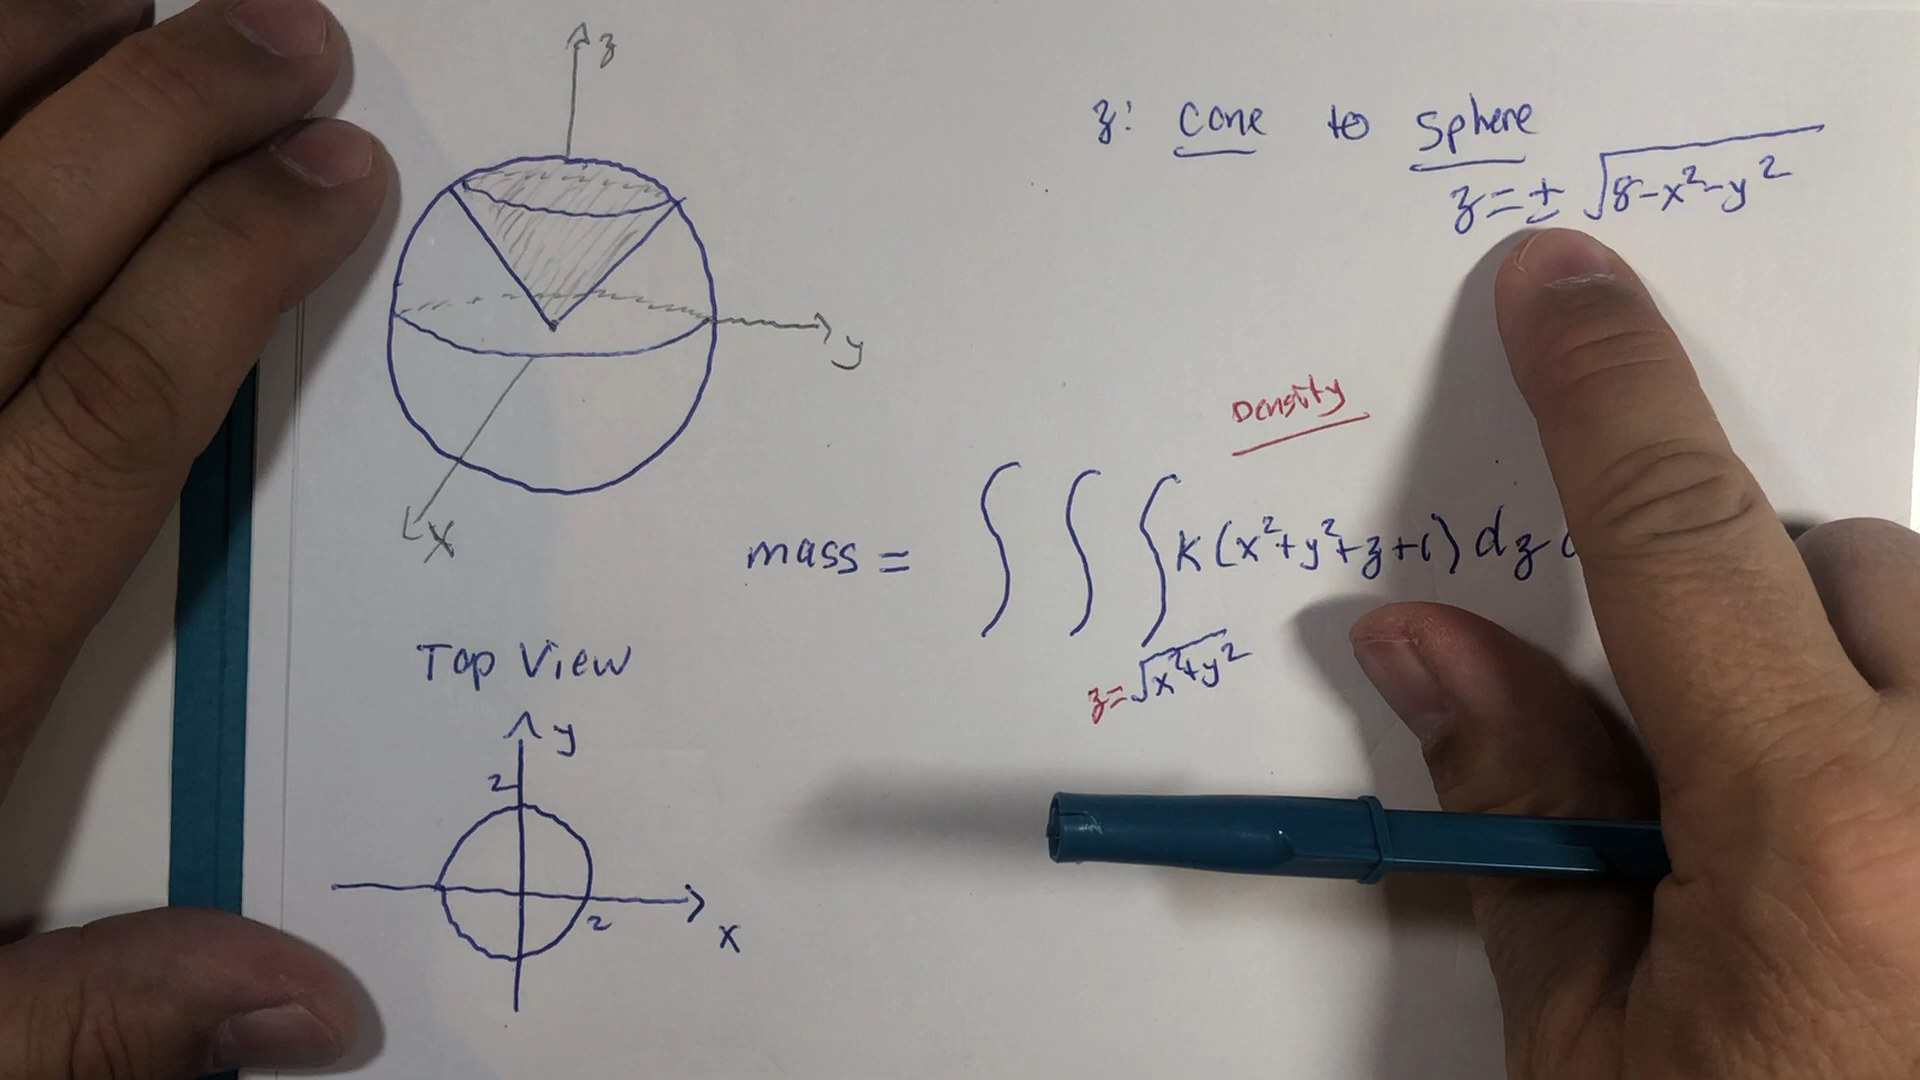 z
z: cone to sphere
z = ± √(8-x²-y²)
y
Density
x
mass = ∫ ∫ ∫ K (x²+y²+z+1) dz
z= √(x²+y²)
Top View
y
2
2
x